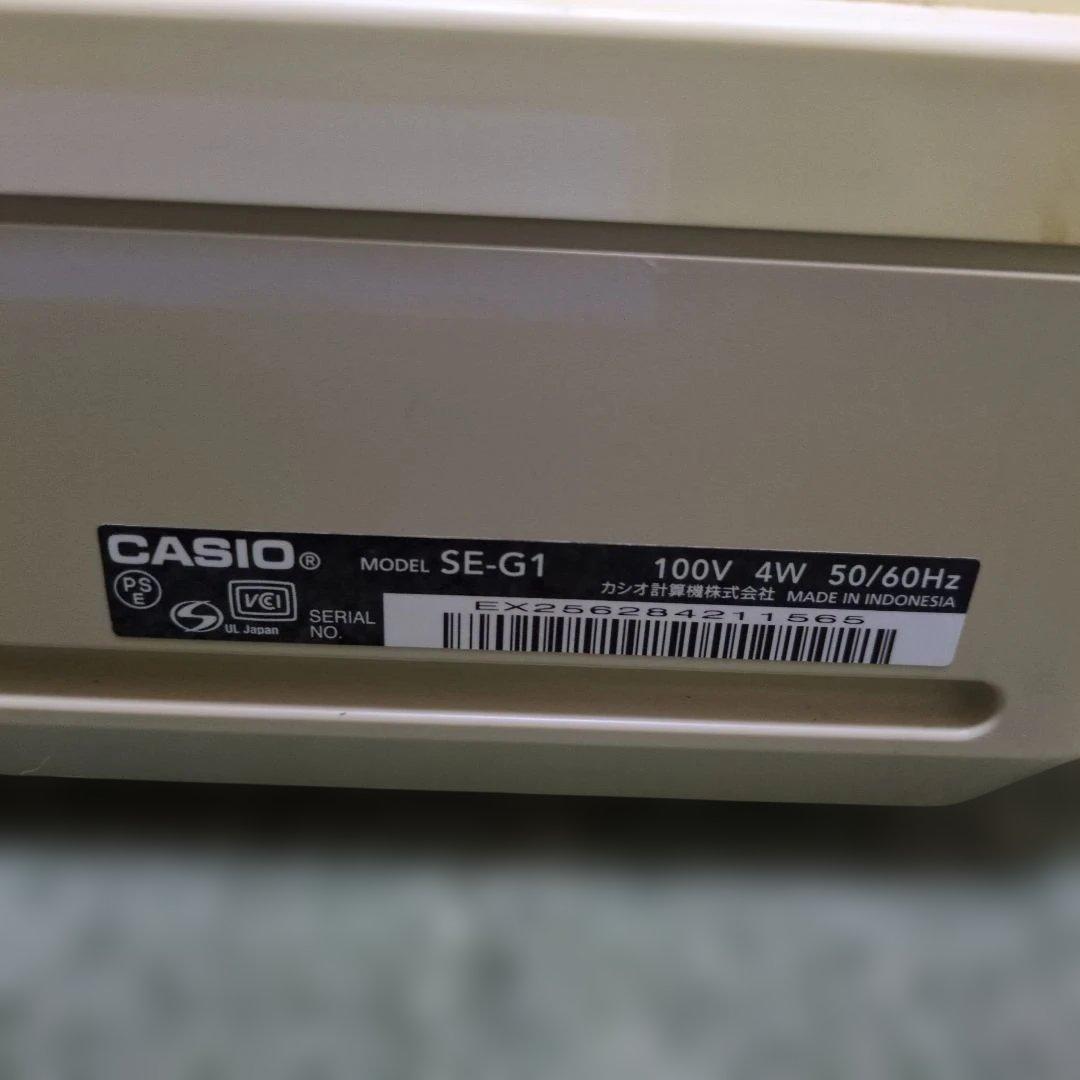 CASIO® MODEL SE-G1 100V 4W 50/60Hz
カシオ計算機株式会社 MADE IN INDONESIA
PS
E
VCI
UL Japan
SERIAL
NO.
EX256284211565